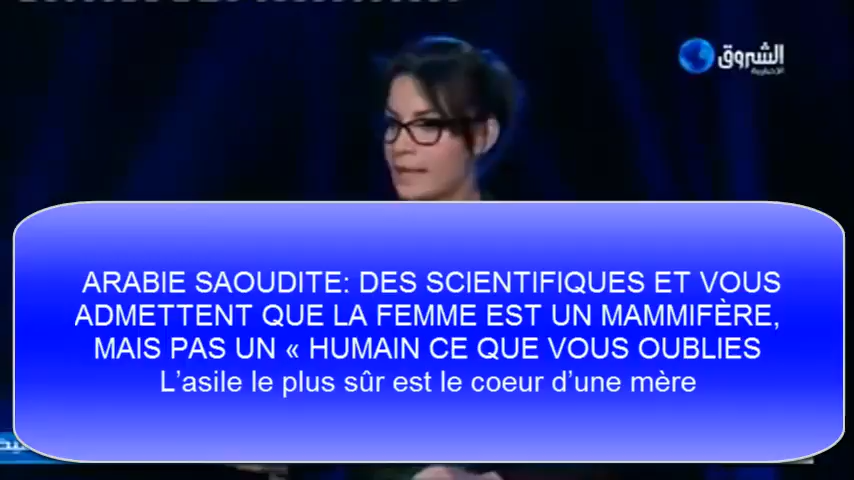 الشروق
الإخبارية
ARABIE SAOUDITE: DES SCIENTIFIQUES ET VOUS
ADMETTENT QUE LA FEMME EST UN MAMMIFÈRE,
MAIS PAS UN « HUMAIN CE QUE VOUS OUBLIES
L’asile le plus sûr est le coeur d’une mère